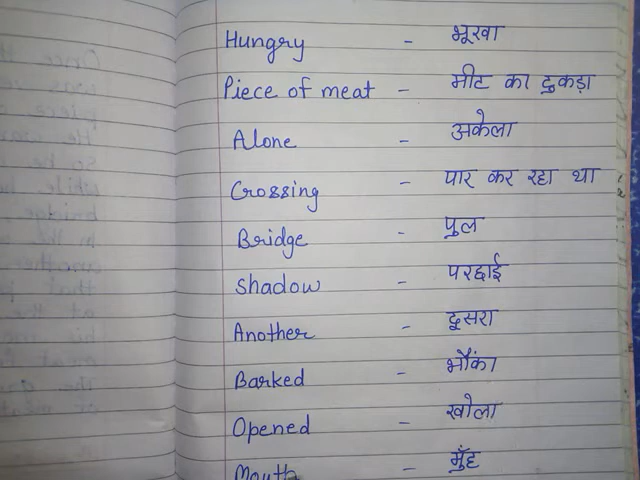 Hungry - भूखा
Piece of meat - मीट का टुकड़ा
Alone - अकेला
Crossing - पार कर रहा था
Bridge - पुल
Shadow - परछाई
Another - दूसरा
Barked - भौंका
Opened - खोला
Mouth - मुँह